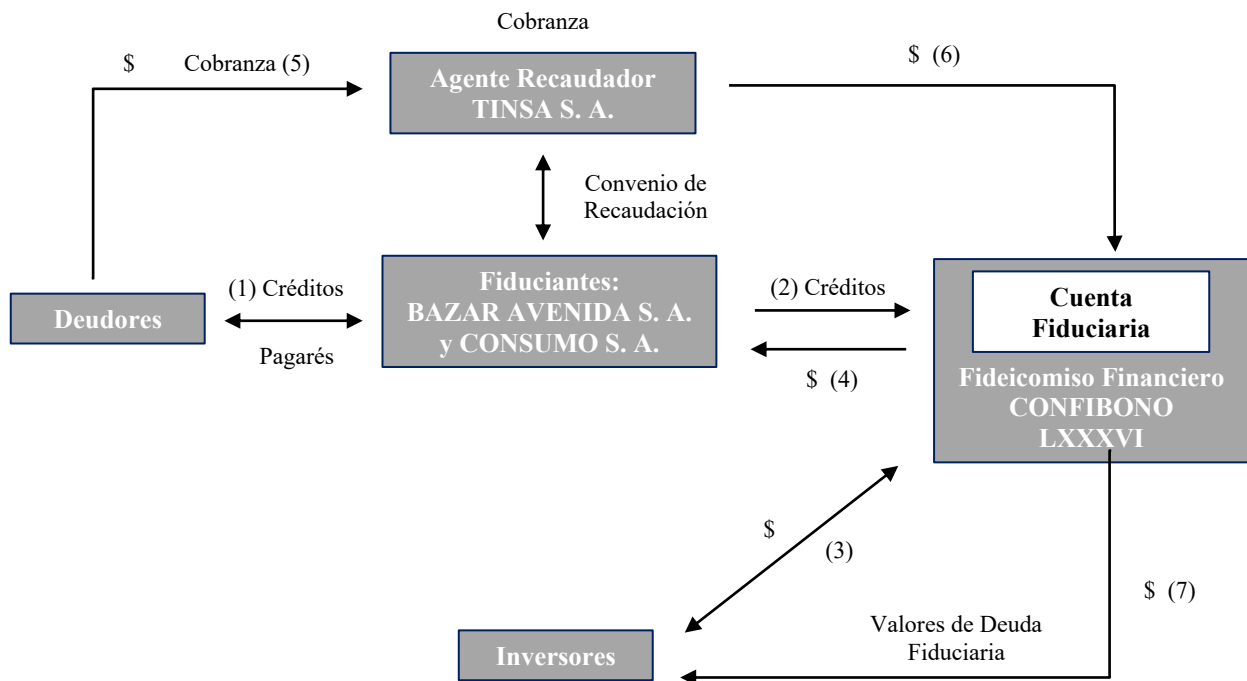 Cobranza
$ Cobranza (5)
Agente Recaudador
TINSA S. A.
$ (6)
Convenio de
Recaudación
Deudores
(1) Créditos
Pagarés
Fiduciantes:
BAZAR AVENIDA S. A.
y CONSUMO S. A.
(2) Créditos
$ (4)
Cuenta
Fiduciaria
Fideicomiso Financiero
CONFIBONO
LXXXVI
$
(3)
$ (7)
Valores de Deuda
Fiduciaria
Inversores